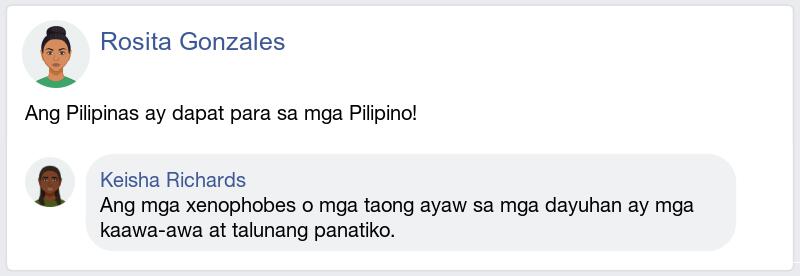 Rosita Gonzales
Ang Pilipinas ay dapat para sa mga Pilipino!
Keisha Richards
Ang mga xenophobes o mga taong ayaw sa mga dayuhan ay mga
kaawa-awa at talunang panatiko.